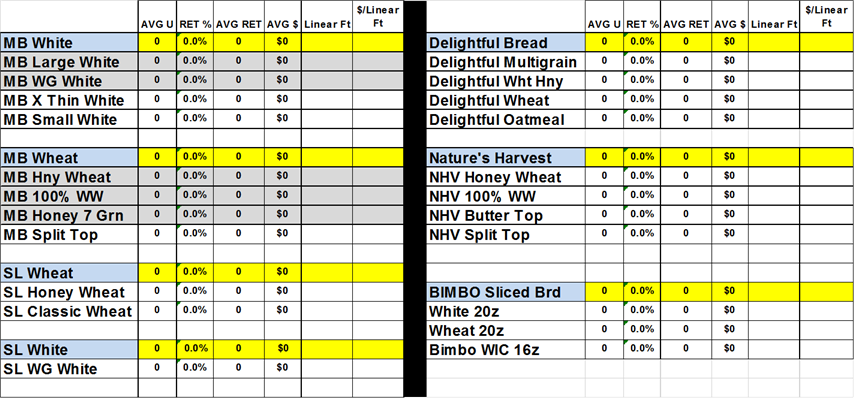 AVG U RET % AVG RET AVG $ Linear Ft $/Linear Ft
MB White 0 0.0% 0 $0
MB Large White 0 0.0% 0 $0
MB WG White 0 0.0% 0 $0
MB X Thin White 0 0.0% 0 $0
MB Small White 0 0.0% 0 $0
MB Wheat 0 0.0% 0 $0
MB Hny Wheat 0 0.0% 0 $0
MB 100% WW 0 0.0% 0 $0
MB Honey 7 Grn 0 0.0% 0 $0
MB Split Top 0 0.0% 0 $0
SL Wheat 0 0.0% 0 $0
SL Honey Wheat 0 0.0% 0 $0
SL Classic Wheat 0 0.0% 0 $0
SL White 0 0.0% 0 $0
SL WG White 0 0.0% 0 $0
AVG U RET % AVG RET AVG $ Linear Ft $/Linear Ft
Delightful Bread 0 0.0% 0 $0
Delightful Multigrain 0 0.0% 0 $0
Delightful Wht Hny 0 0.0% 0 $0
Delightful Wheat 0 0.0% 0 $0
Delightful Oatmeal 0 0.0% 0 $0
Nature's Harvest 0 0.0% 0 $0
NHV Honey Wheat 0 0.0% 0 $0
NHV 100% WW 0 0.0% 0 $0
NHV Butter Top 0 0.0% 0 $0
NHV Split Top 0 0.0% 0 $0
BIMBO Sliced Brd 0 0.0% 0 $0
White 20z 0 0.0% 0 $0
Wheat 20z 0 0.0% 0 $0
Bimbo WIC 16z 0 0.0% 0 $0